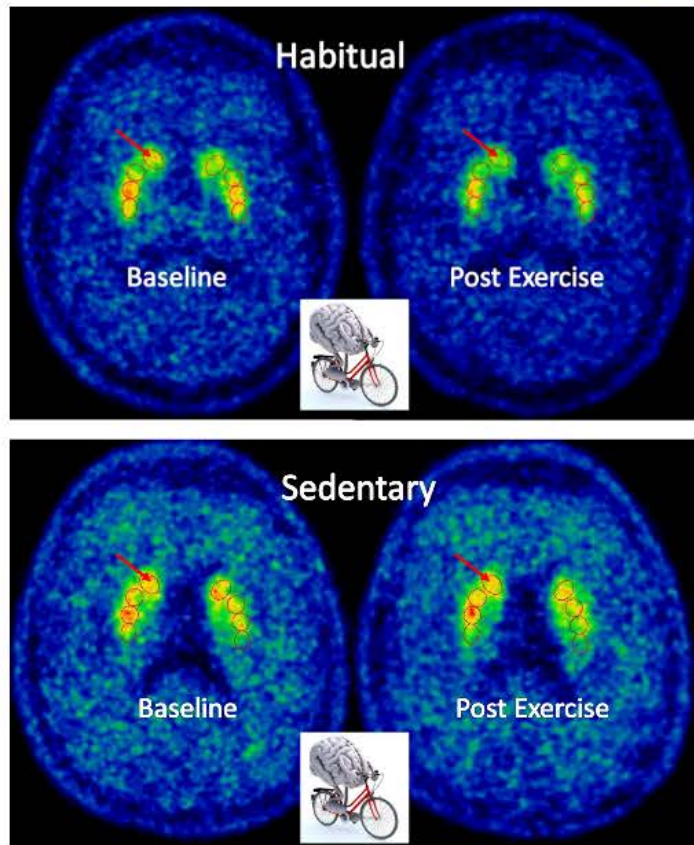 Habitual
Baseline
Post Exercise
Sedentary
Baseline
Post Exercise